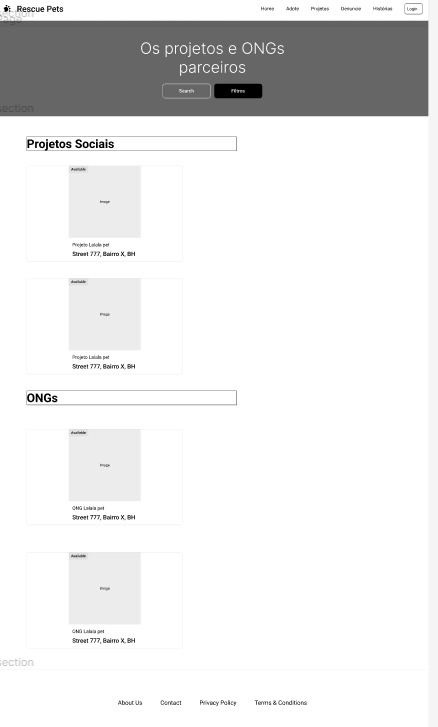 section
Rescue Pets
Home
Adote
Projetos
Denuncie
Histórias
Login
Os projetos e ONGs
parceiros
Search
Filtros
section
Projetos Sociais
Available
Image
Projeto Lalala pet
Street 777, Bairro X, BH
Available
Image
Projeto Lalala pet
Street 777, Bairro X, BH
ONGs
Available
Image
ONG Lalala pet
Street 777, Bairro X, BH
Available
Image
ONG Lalala pet
Street 777, Bairro X, BH
section
About Us
Contact
Privacy Policy
Terms & Conditions